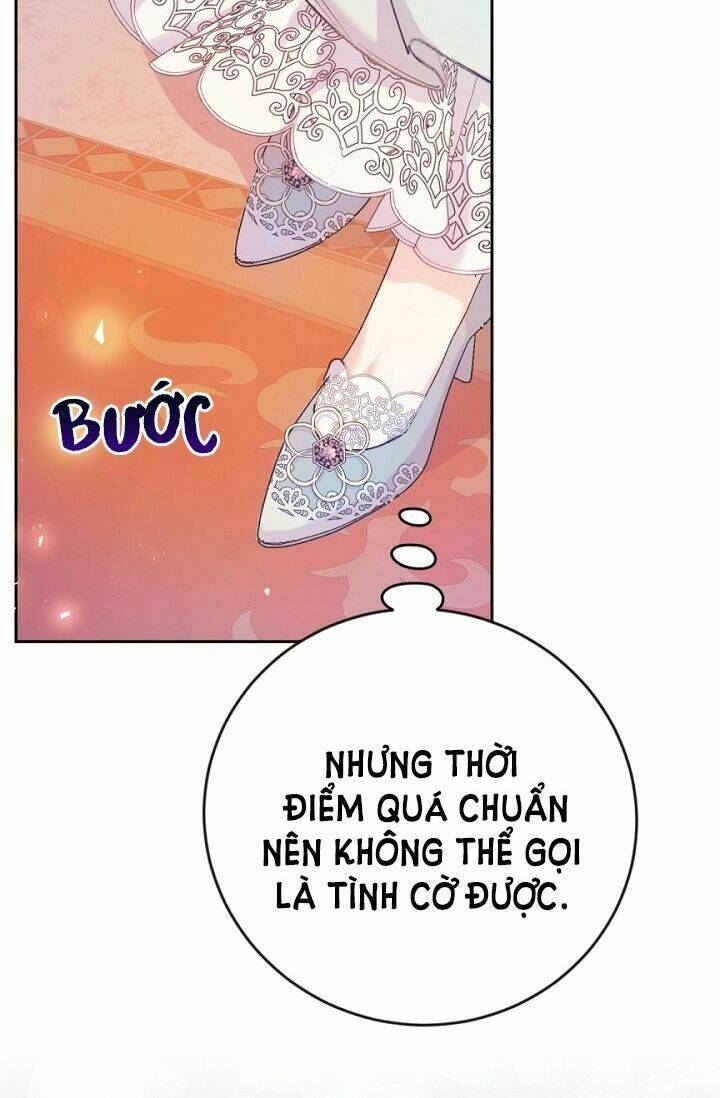 BƯỚC
NHƯNG THỜI
ĐIỂM QUÁ CHUẨN
NÊN KHÔNG THỂ GỌI
LÀ TÌNH CỜ ĐƯỢC.